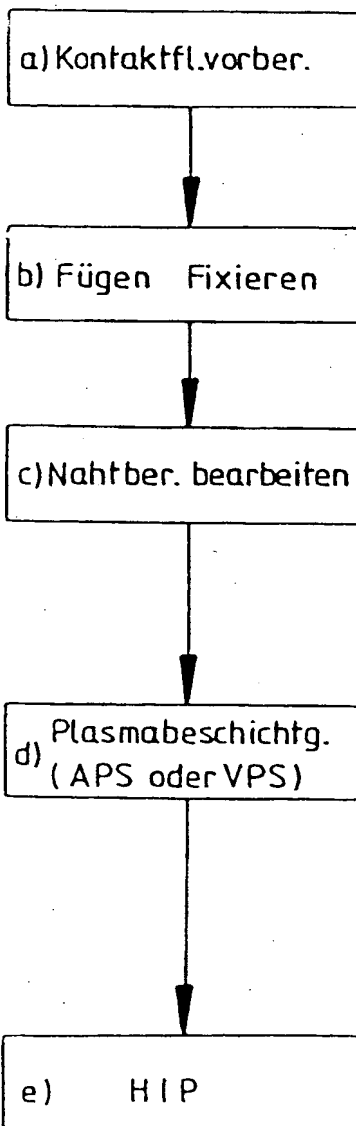 a) Kontaktfl.vorber.
b) Fügen Fixieren
c) Nahtber. bearbeiten
d) Plasmabeschichtg.
(APS oder VPS)
e) HIP